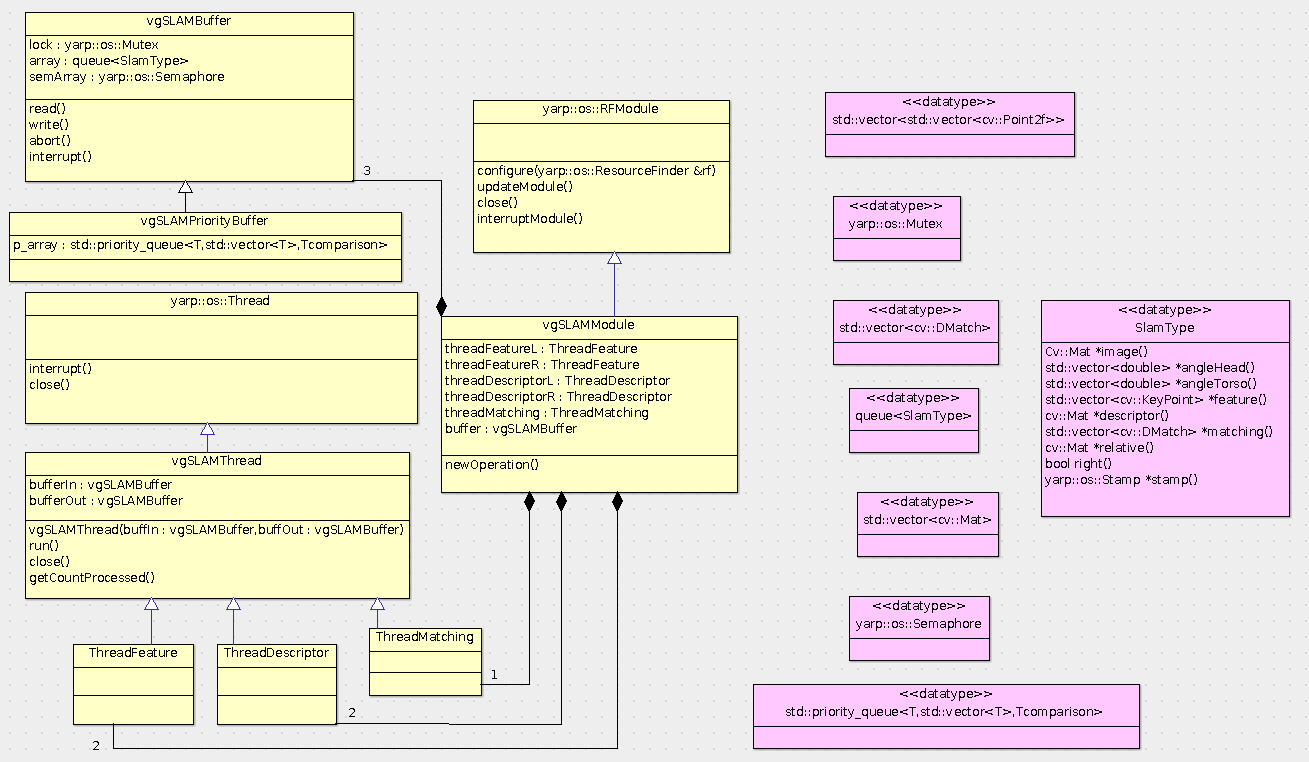 vgSLAMBuffer
lock : yarp::os::Mutex
array : queue<SlamType>
semArray : yarp::os::Semaphore
read()
write()
abort()
interrupt()
3
vgSLAMPriorityBuffer
p_array : std::priority_queue<T,std::vector<T>,Tcomparison>
yarp::os::Thread
interrupt()
close()
vgSLAMThread
bufferIn : vgSLAMBuffer
bufferOut : vgSLAMBuffer
vgSLAMThread(buffIn : vgSLAMBuffer,buffOut : vgSLAMBuffer)
run()
close()
getCountProcessed()
ThreadFeature
ThreadDescriptor
ThreadMatching
1
2
2
yarp::os::RFModule
configure(yarp::os::ResourceFinder &rf)
updateModule()
close()
interruptModule()
vgSLAMModule
threadFeatureL : ThreadFeature
threadFeatureR : ThreadFeature
threadDescriptorL : ThreadDescriptor
threadDescriptorR : ThreadDescriptor
threadMatching : ThreadMatching
buffer : vgSLAMBuffer
newOperation()
<<datatype>>
std::vector<std::vector<cv::Point2f>>
<<datatype>>
yarp::os::Mutex
<<datatype>>
std::vector<cv::DMatch>
<<datatype>>
queue<SlamType>
<<datatype>>
std::vector<cv::Mat>
<<datatype>>
yarp::os::Semaphore
<<datatype>>
std::priority_queue<T,std::vector<T>,Tcomparison>
<<datatype>>
SlamType
Cv::Mat *image()
std::vector<double> *angleHead()
std::vector<double> *angleTorso()
std::vector<cv::KeyPoint> *feature()
cv::Mat *descriptor()
std::vector<cv::DMatch> *matching()
cv::Mat *relative()
bool right()
yarp::os::Stamp *stamp()